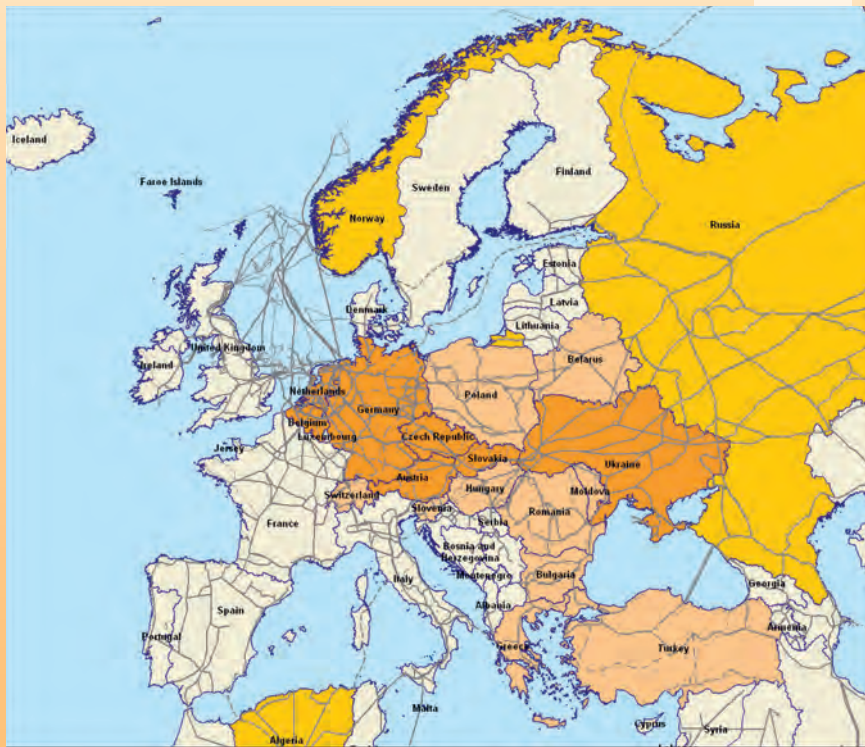 Iceland
Faroe Islands
Norway
Sweden
Finland
Russia
Estonia
Latvia
Lithuania
Denmark
United Kingdom
Ireland
Belarus
Netherlands
Poland
Germany
Belgium
Luxembourg
Czech Republic
Jersey
Slovakia
Ukraine
Austria
Switzerland
Hungary
Moldova
Slovenia
Romania
France
Serbia
Bosnia and
Herzegovina
Montenegro
Bulgaria
Italy
Georgia
Spain
Albania
Portugal
Armenia
Greece
Turkey
Malta
Cyprus
Syria
Algeria